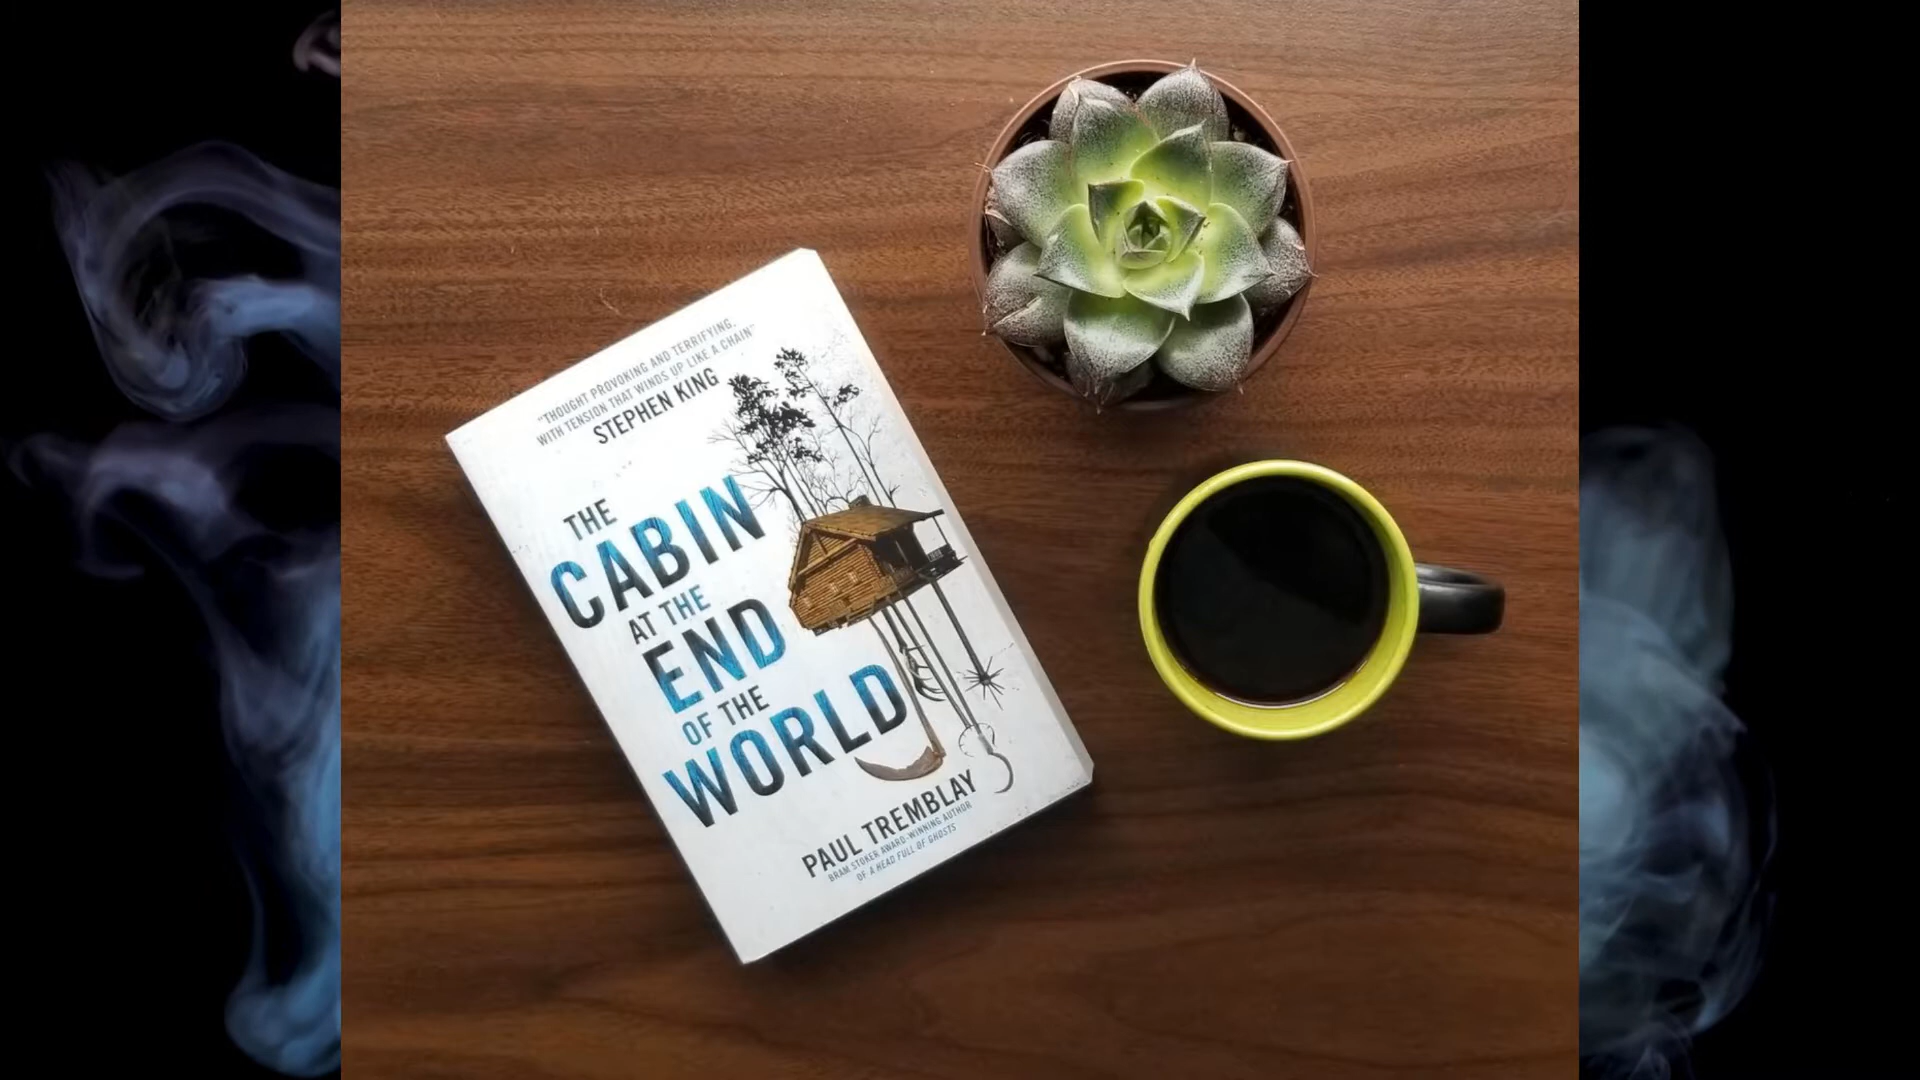 "THOUGHT PROVOKING AND TERRIFYING,
WITH TENSION THAT WINDS UP LIKE A CHAIN"
STEPHEN KING
THE
CABIN
AT THE
END
OF THE
WORLD
PAUL TREMBLAY
BRAM STOKER AWARD-WINNING AUTHOR
OF A HEAD FULL OF GHOSTS